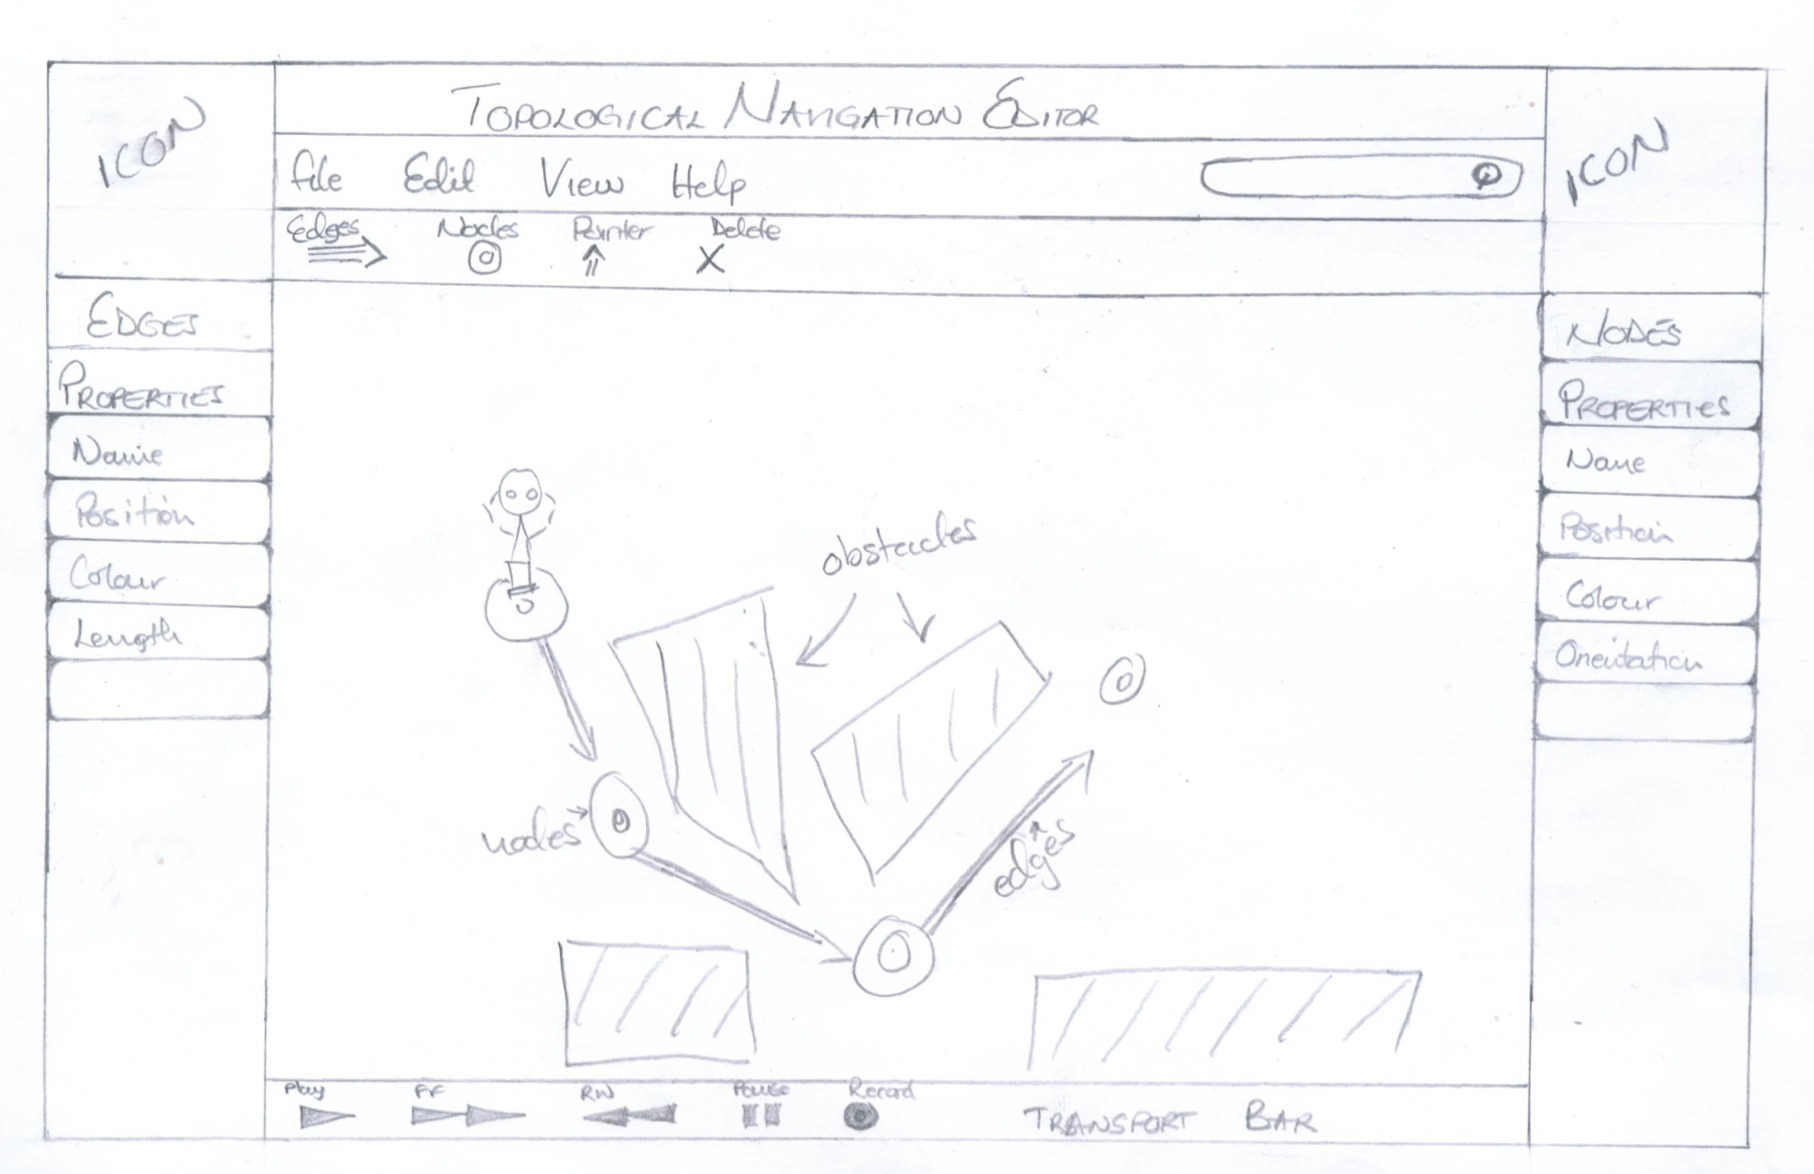 ICON
TOPOLOGICAL NAVIGATION EDITOR
ICON
File Edit View Help
Edges Nodes Pointer Delete
EDGES
PROPERTIES
Name
Position
Colour
Length
NODES
PROPERTIES
Name
Position
Colour
Orientation
obstacles
nodes
edges
Play FF RW Pause Record
TRANSPORT BAR